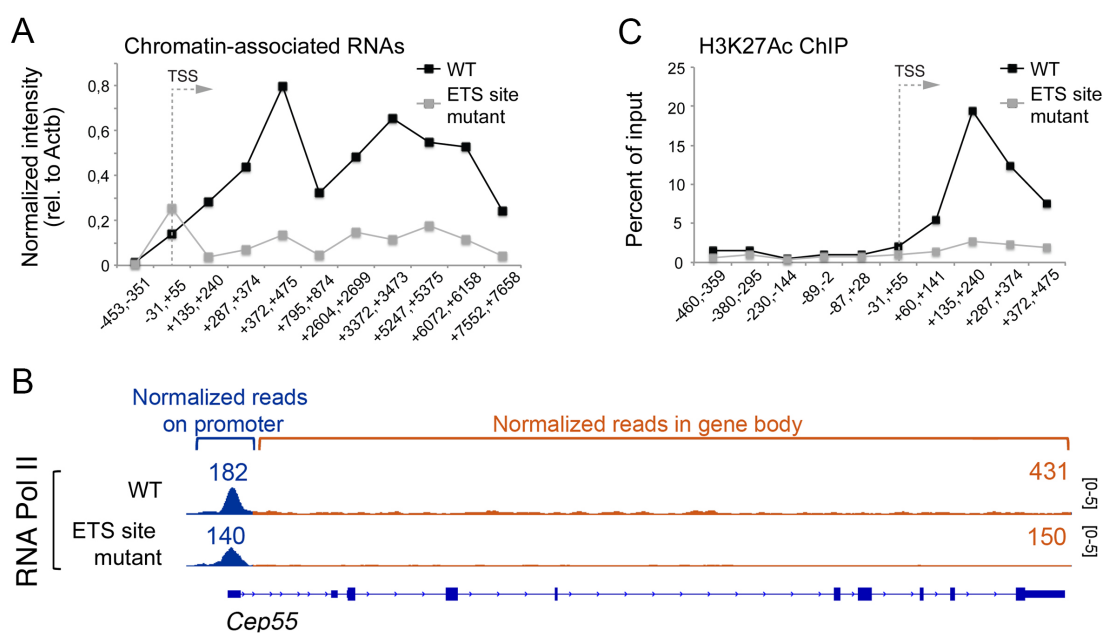 A
Chromatin-associated RNAs
Normalized intensity
(rel. to Actb)
0,8
0,6
0,4
0,2
0
TSS
WT
ETS site
mutant
-453,-351
-31,+55
+135,+240
+287,+374
+372,+475
+795,+874
+2604,+2699
+3372,+3473
+5247,+5375
+6072,+6158
+7552,+7658
C
H3K27Ac ChIP
Percent of input
25
20
15
10
5
0
TSS
WT
ETS site
mutant
-460,-359
-380,-295
-230,-144
-89,-2
-87,+28
-31,+55
+60,+141
+135,+240
+287,+374
+372,+475
B
Normalized reads
on promoter
Normalized reads in gene body
RNA Pol II
WT
182
431
[0-5]
ETS site
mutant
140
150
[0-5]
Cep55